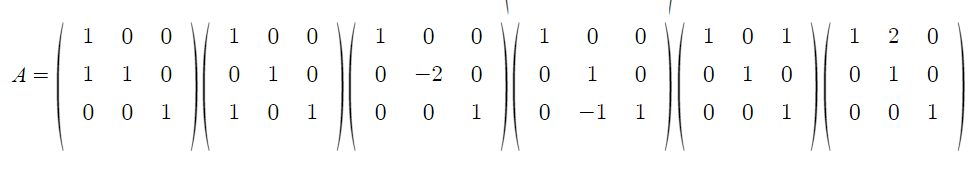 1 0 0 1 0 0 1 0 0 1 0 0 1 0 1 1 2 0
A = 1 1 0 0 1 0 0 −2 0 0 1 0 0 1 0 0 1 0
0 0 1 1 0 1 0 0 1 0 −1 1 0 0 1 0 0 1